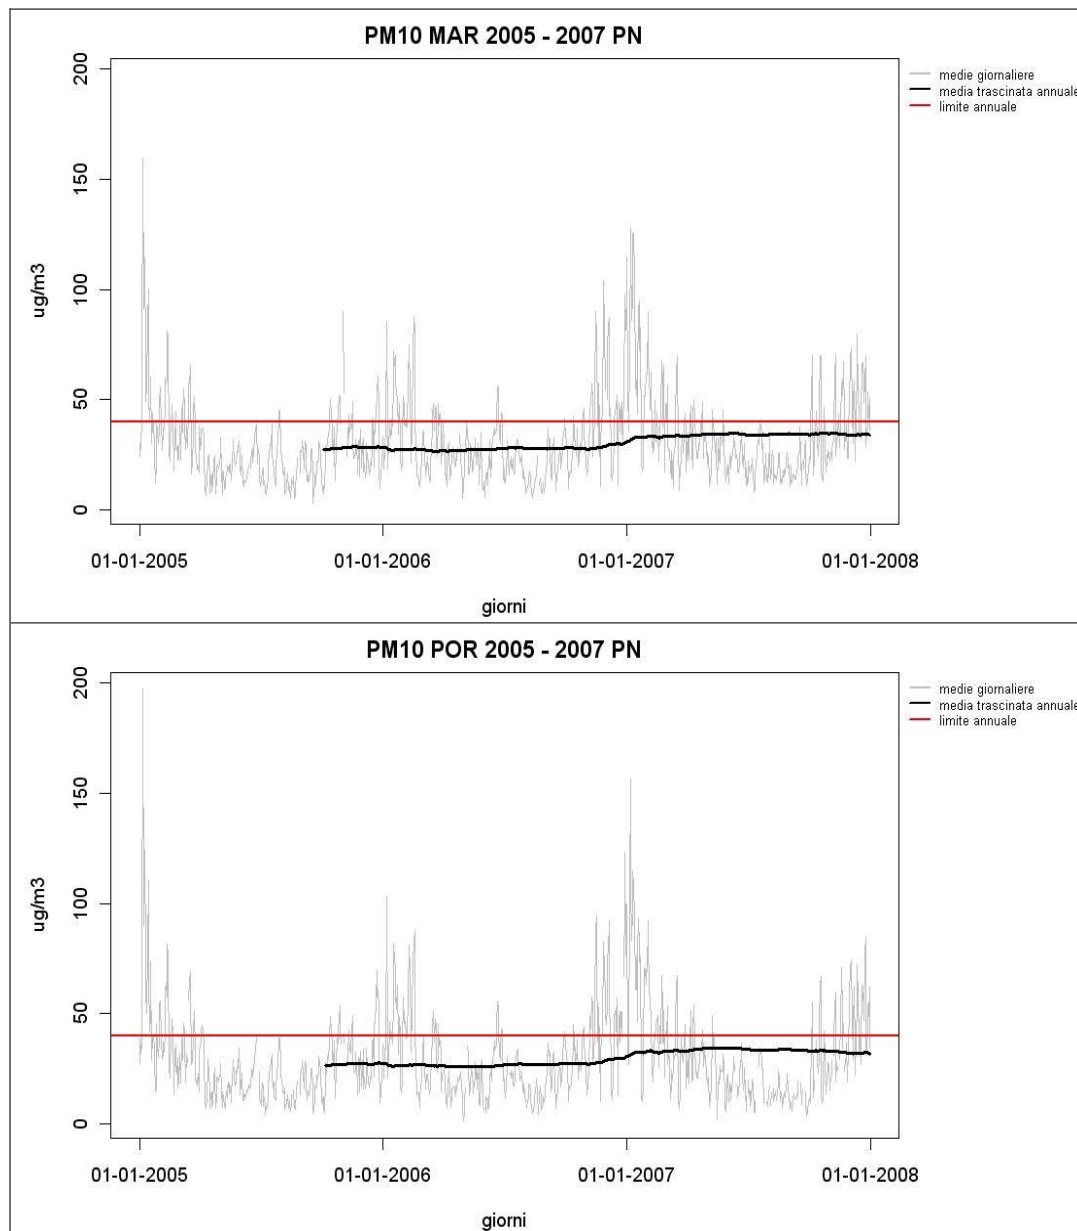 PM10 MAR 2005 - 2007 PN
200
150
100
50
0
ug/m3
01-01-2005
01-01-2006
01-01-2007
01-01-2008
giorni
medie giornaliere
media trascinata annuale
limite annuale
PM10 POR 2005 - 2007 PN
200
150
100
50
0
ug/m3
01-01-2005
01-01-2006
01-01-2007
01-01-2008
giorni
medie giornaliere
media trascinata annuale
limite annuale